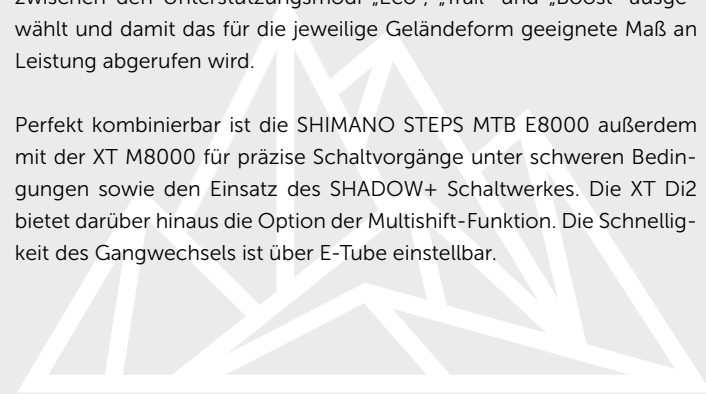 zwischen den Unterstützungsmodi „Eco“, „Trail“ und „Boost“ ausge-
wählt und damit das für die jeweilige Geländeform geeignete Maß an
Leistung abgerufen wird.
Perfekt kombinierbar ist die SHIMANO STEPS MTB E8000 außerdem
mit der XT M8000 für präzise Schaltvorgänge unter schweren Bedin-
gungen sowie den Einsatz des SHADOW+ Schaltwerkes. Die XT Di2
bietet darüber hinaus die Option der Multishift-Funktion. Die Schnellig-
keit des Gangwechsels ist über E-Tube einstellbar.